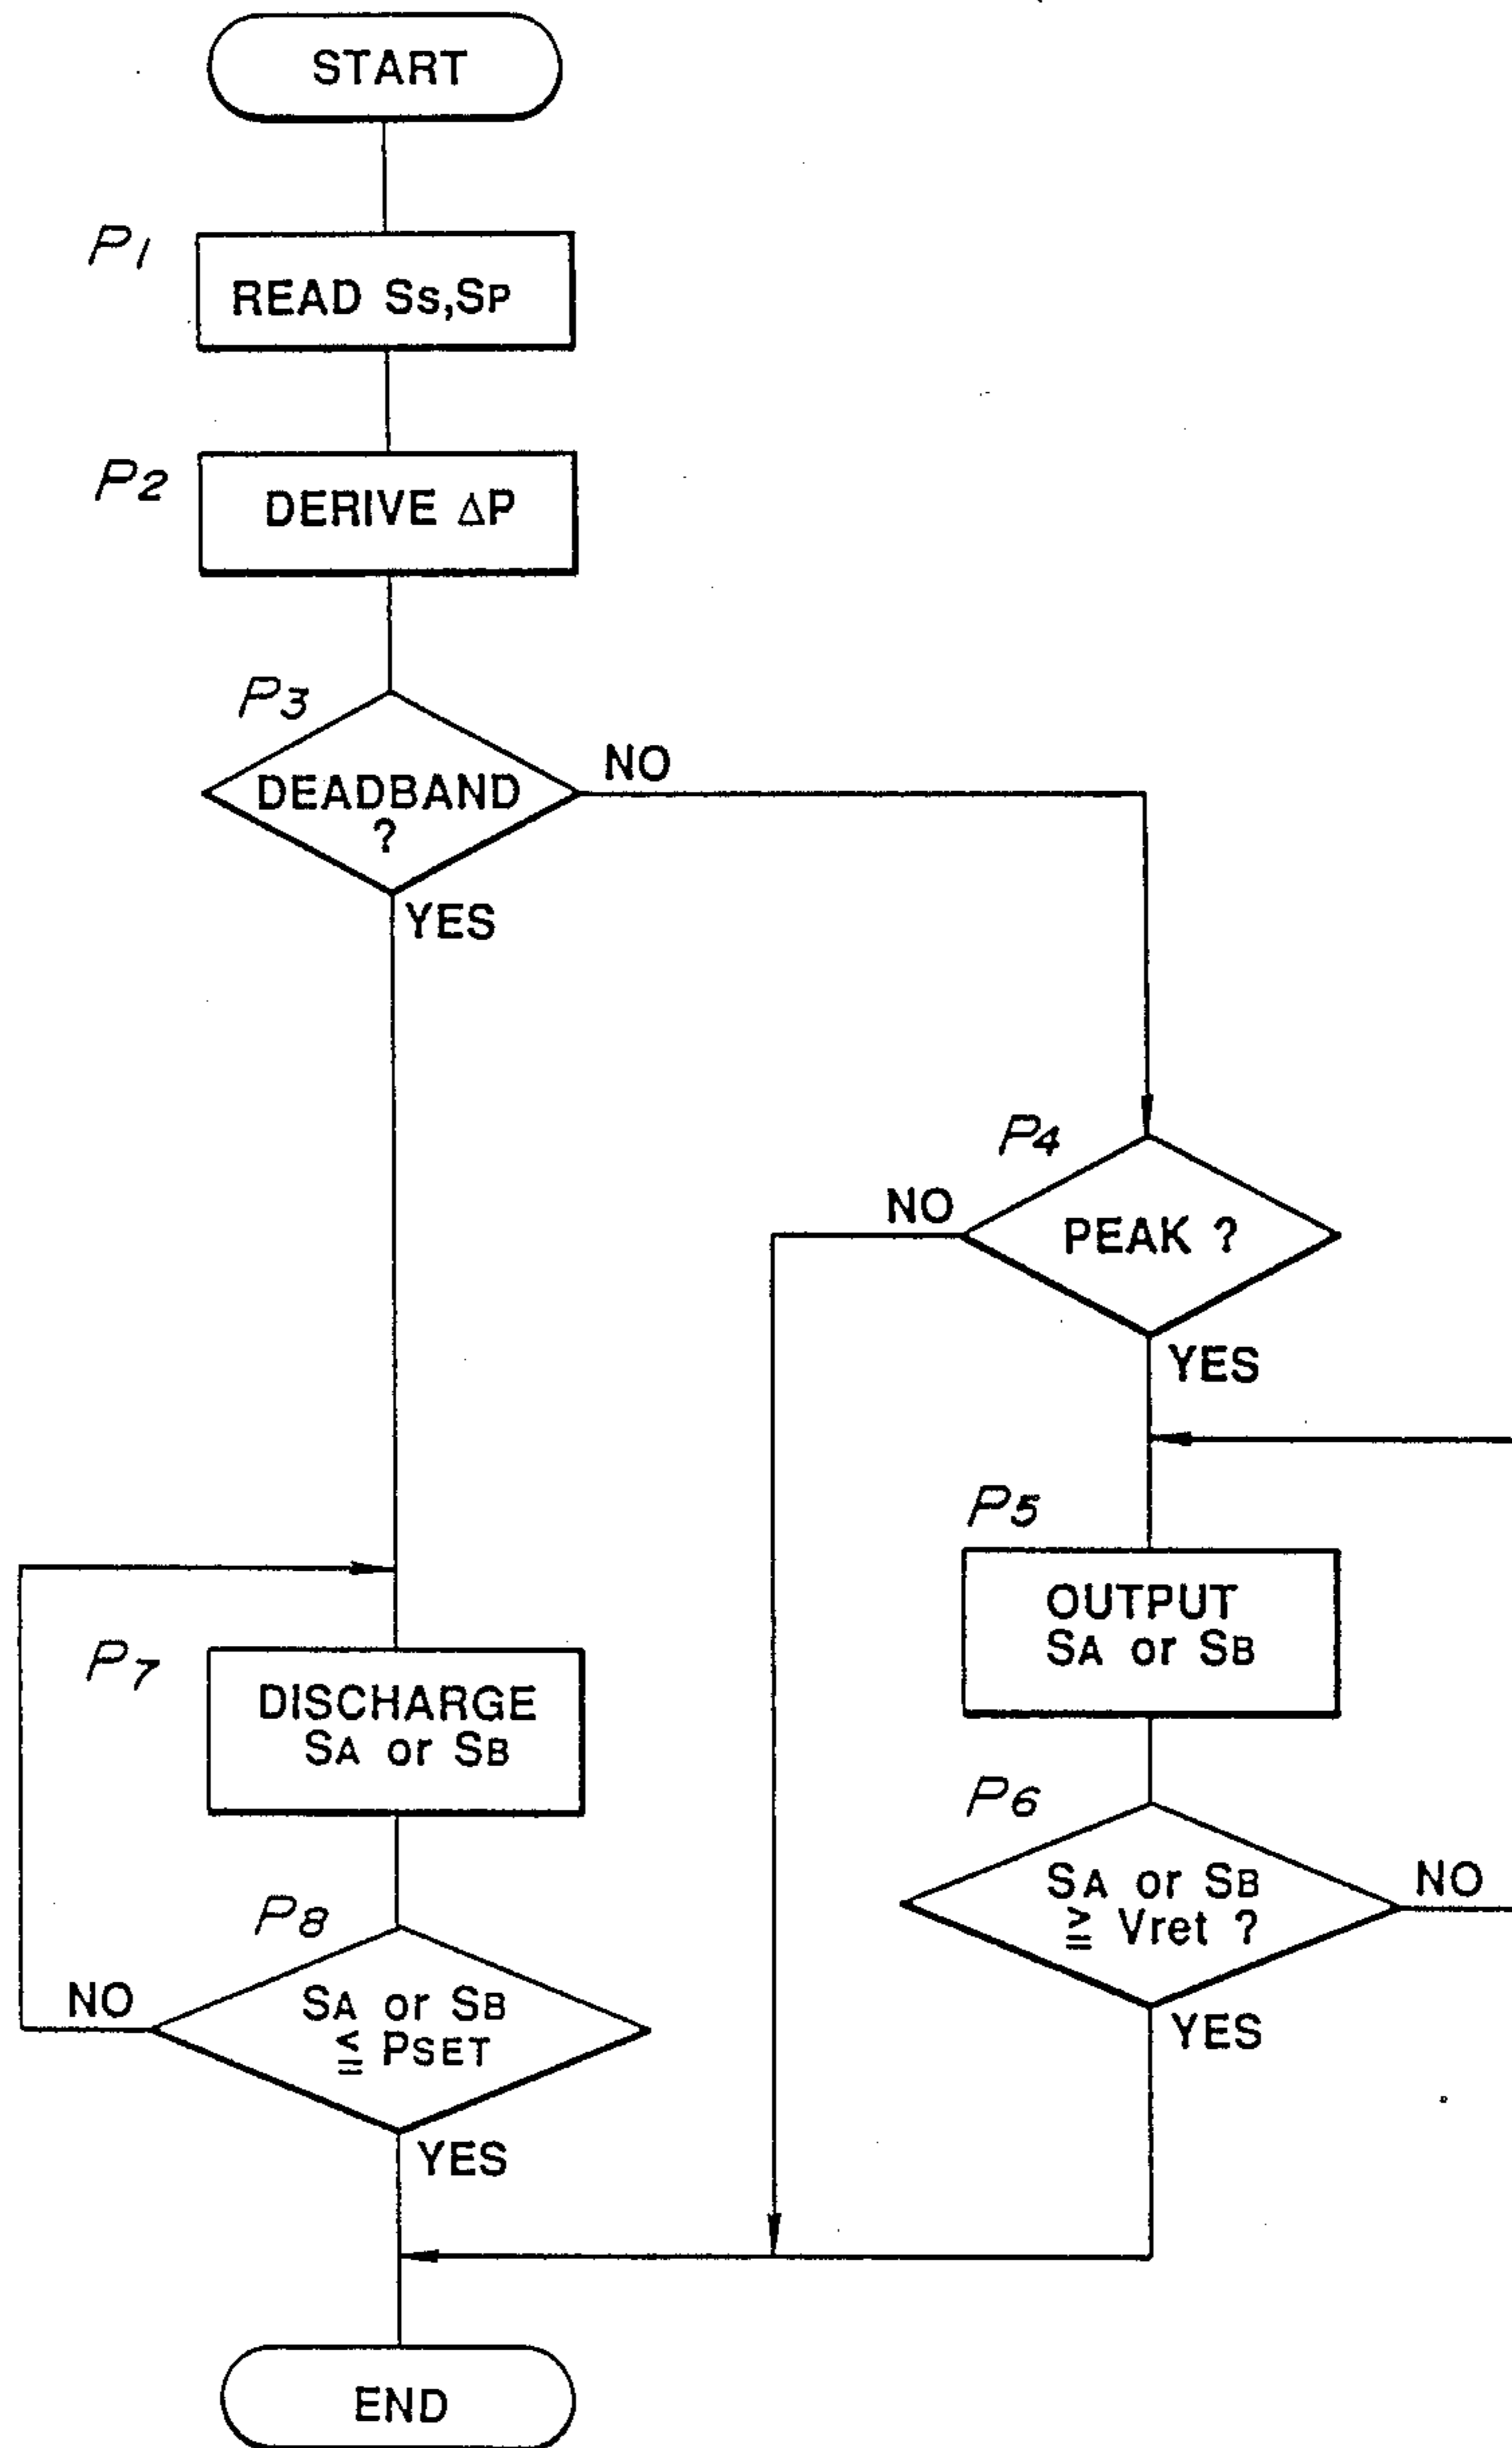 START
P1
READ Ss,SP
P2
DERIVE ΔP
P3
DEADBAND
?
NO
YES
P4
NO
PEAK ?
YES
P5
OUTPUT
SA or SB
P7
DISCHARGE
SA or SB
P6
SA or SB
≧ Vret ?
NO
YES
P8
NO
SA or SB
≦ PSET
YES
END